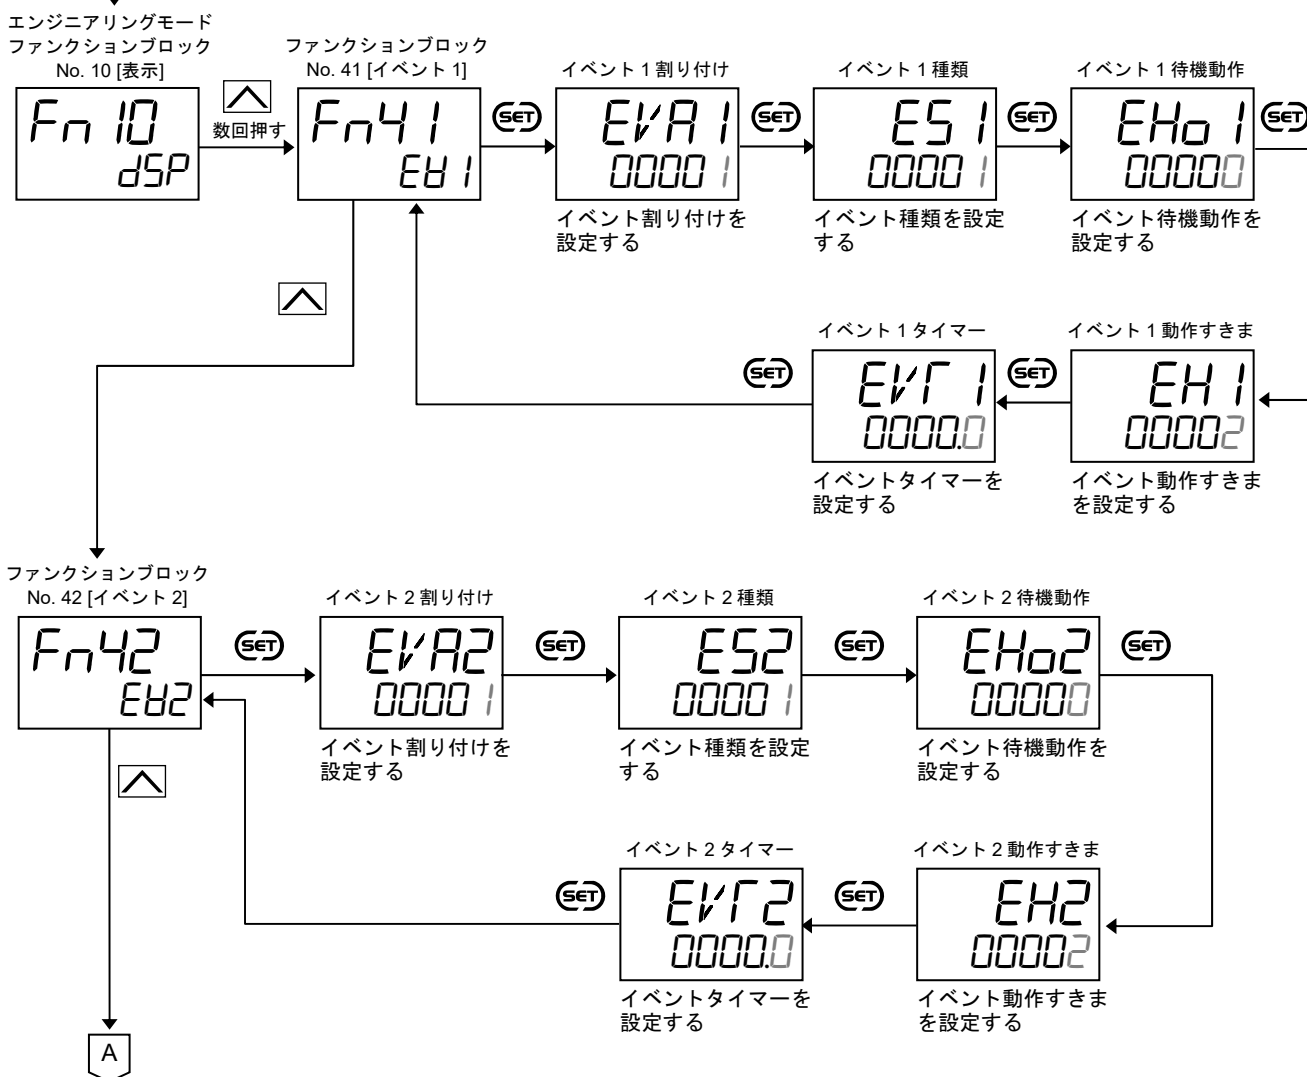 エンジニアリングモード
ファンクションブロック
No. 10 [表示]
Fn10
dSP
数回押す
ファンクションブロック
No. 41 [イベント 1]
Fn41
EV1
SET
イベント 1 割り付け
EVA1
00001
イベント割り付けを
設定する
SET
イベント 1 種類
ES1
00001
イベント種類を設定
する
SET
イベント 1 待機動作
EHo1
00000
イベント待機動作を
設定する
SET
イベント 1 動作すきま
EH1
00002
イベント動作すきま
を設定する
SET
イベント 1 タイマー
EVT1
0000.0
イベントタイマーを
設定する
SET
ファンクションブロック
No. 42 [イベント 2]
Fn42
EV2
SET
イベント 2 割り付け
EVA2
00001
イベント割り付けを
設定する
SET
イベント 2 種類
ES2
00001
イベント種類を設定
する
SET
イベント 2 待機動作
EHo2
00000
イベント待機動作を
設定する
SET
イベント 2 動作すきま
EH2
00002
イベント動作すきま
を設定する
SET
イベント 2 タイマー
EVT2
0000.0
イベントタイマーを
設定する
SET
A